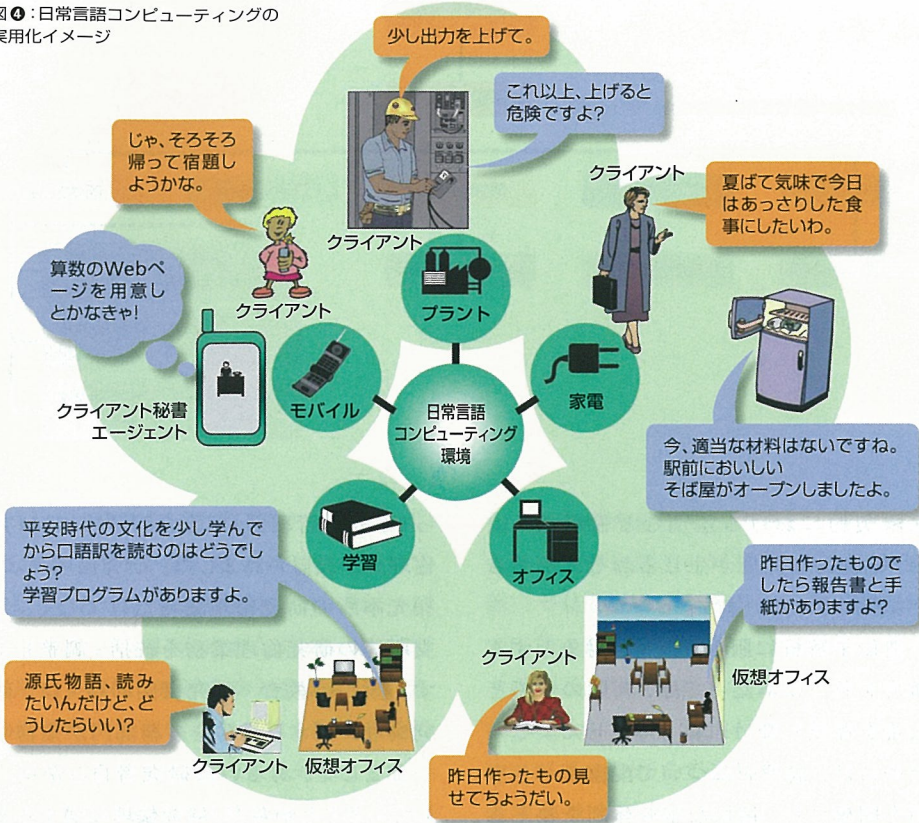 図❹：日常言語コンピューティングの
実用化イメージ
少し出力を上げて。
これ以上、上げると
危険ですよ？
じゃ、そろそろ
帰って宿題し
ようかな。
クライアント
クライアント
夏ばて気味で今日
はあっさりした食
事にしたいわ。
算数のWebペ
ージを用意し
とかなきゃ！
クライアント
プラント
クライアント秘書
エージェント
モバイル
日常言語
コンピューティング
環境
家電
今、適当な材料はないですね。
駅前においしい
そば屋がオープンしましたよ。
平安時代の文化を少し学んで
から口語訳を読むのはどうでし
ょう？
学習プログラムがありますよ。
学習
オフィス
昨日作ったもので
したら報告書と手
紙がありますよ？
クライアント
仮想オフィス
源氏物語、読み
たいんだけど、ど
うしたらいい？
クライアント
仮想オフィス
昨日作ったもの見
せてちょうだい。